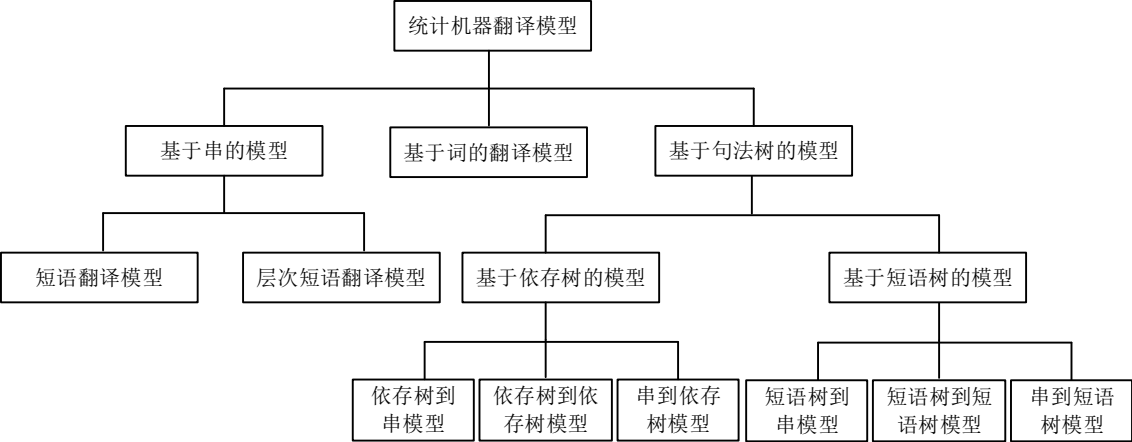 统计机器翻译模型
基于串的模型
基于词的翻译模型
基于句法树的模型
短语翻译模型
层次短语翻译模型
基于依存树的模型
基于短语树的模型
依存树到
串模型
依存树到依
存树模型
串到依存
树模型
短语树到
串模型
短语树到短
语树模型
串到短语
树模型